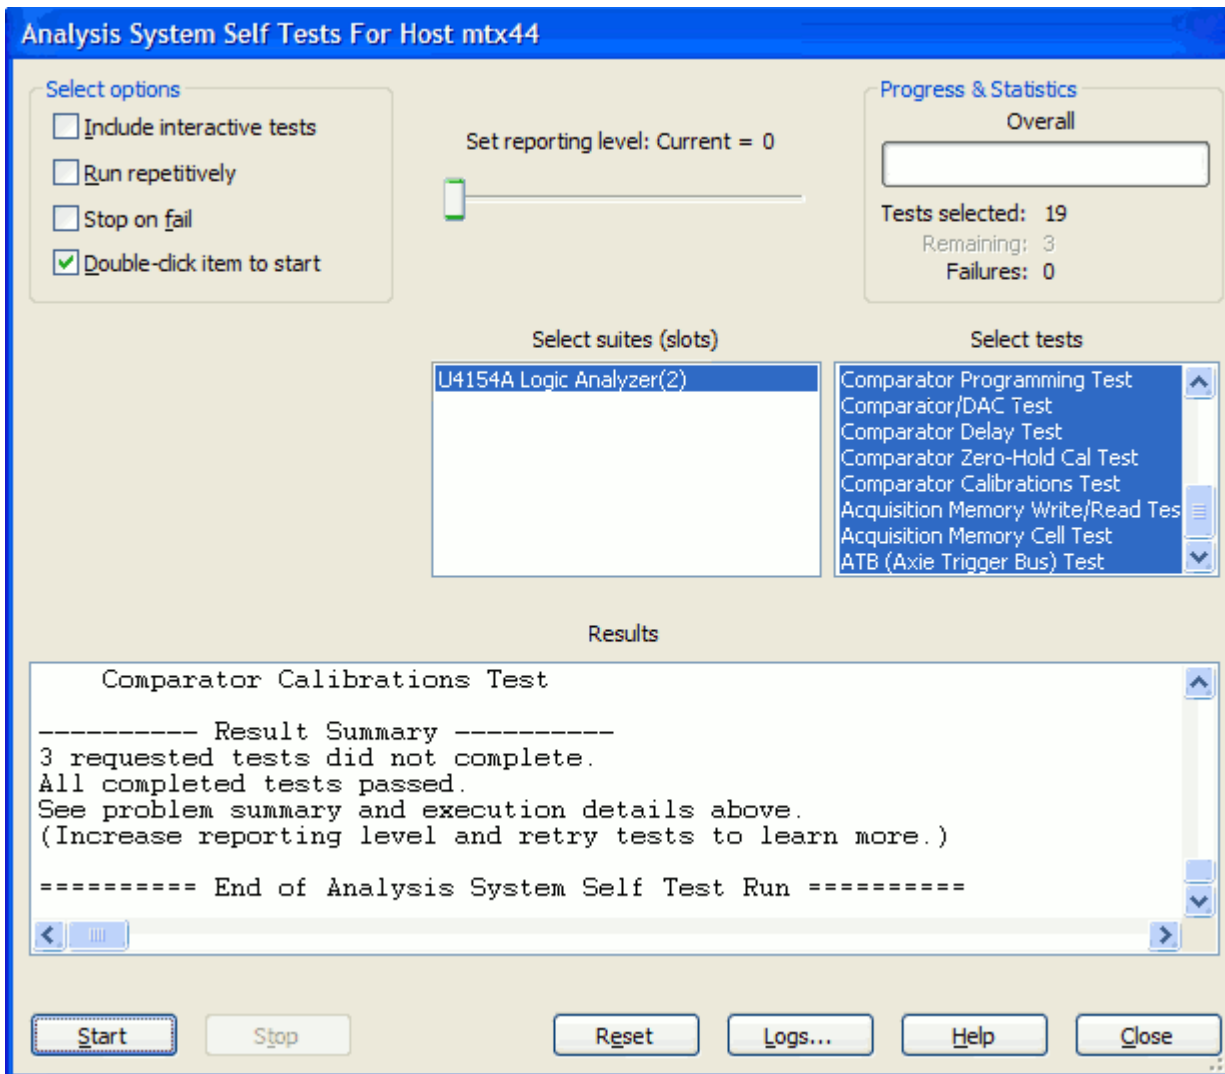 Analysis System Self Tests For Host mtx44
Select options
Include interactive tests
Run repetitively
Stop on fail
Double-click item to start
Set reporting level: Current = 0
Progress & Statistics
Overall
Tests selected: 19
Remaining: 3
Failures: 0
Select suites (slots)
U4154A Logic Analyzer(2)
Select tests
Comparator Programming Test
Comparator/DAC Test
Comparator Delay Test
Comparator Zero-Hold Cal Test
Comparator Calibrations Test
Acquisition Memory Write/Read Tes
Acquisition Memory Cell Test
ATB (Axie Trigger Bus) Test
Results
Comparator Calibrations Test
---------- Result Summary ----------
3 requested tests did not complete.
All completed tests passed.
See problem summary and execution details above.
(Increase reporting level and retry tests to learn more.)
========== End of Analysis System Self Test Run ==========
Start
Stop
Reset
Logs...
Help
Close